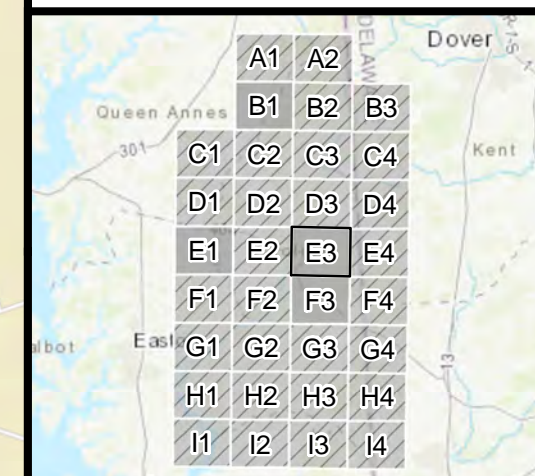 DELAW
Dover
R-1-S
A1 A2
Queen Annes B1 B2 B3
301 C1 C2 C3 C4 Kent
D1 D2 D3 D4
E1 E2 E3 E4
F1 F2 F3 F4
albot East G1 G2 G3 G4
13
H1 H2 H3 H4
I1 I2 I3 I4